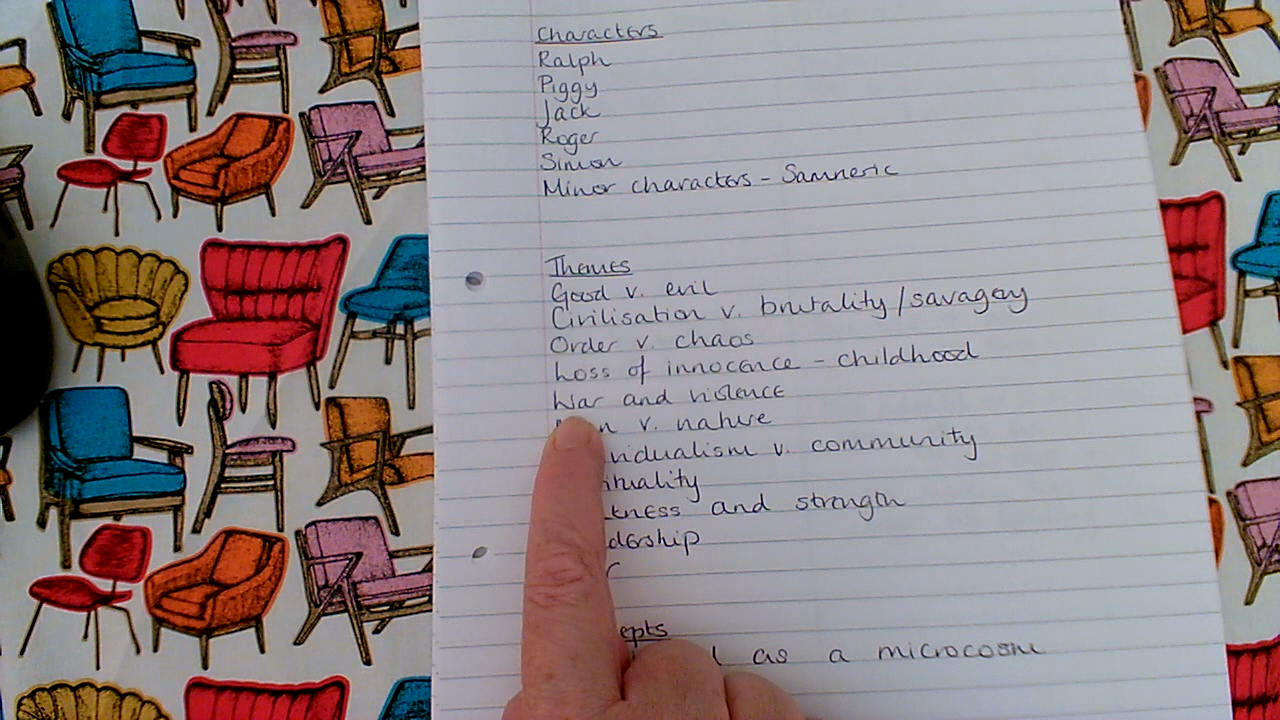 Characters
Ralph
Piggy
Jack
Roger
Simon
Minor characters - Samneric
Themes
Good v. evil
Civilisation v. brutality / savagery
Order v. chaos
Loss of innocence - childhood
War and violence
v. nature
v. community
and strength
as a microcosm